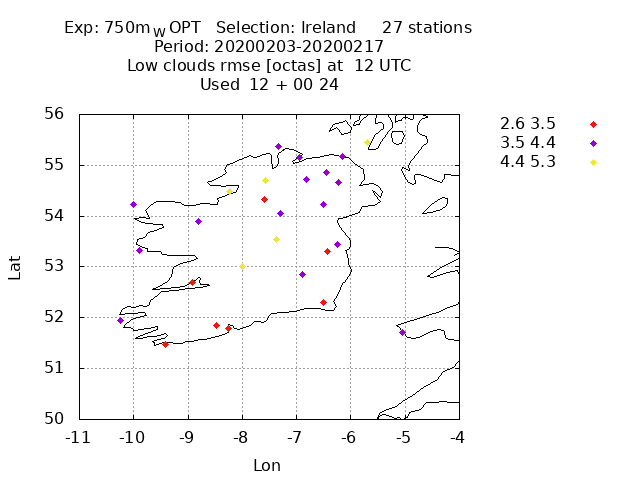 Exp: 750m_W OPT Selection: Ireland 27 stations
Period: 20200203-20200217
Low clouds rmse [octas] at 12 UTC
Used 12 + 00 24
2.6 3.5
3.5 4.4
4.4 5.3
56
55
54
53
52
51
50
Lat
-11 -10 -9 -8 -7 -6 -5 -4
Lon